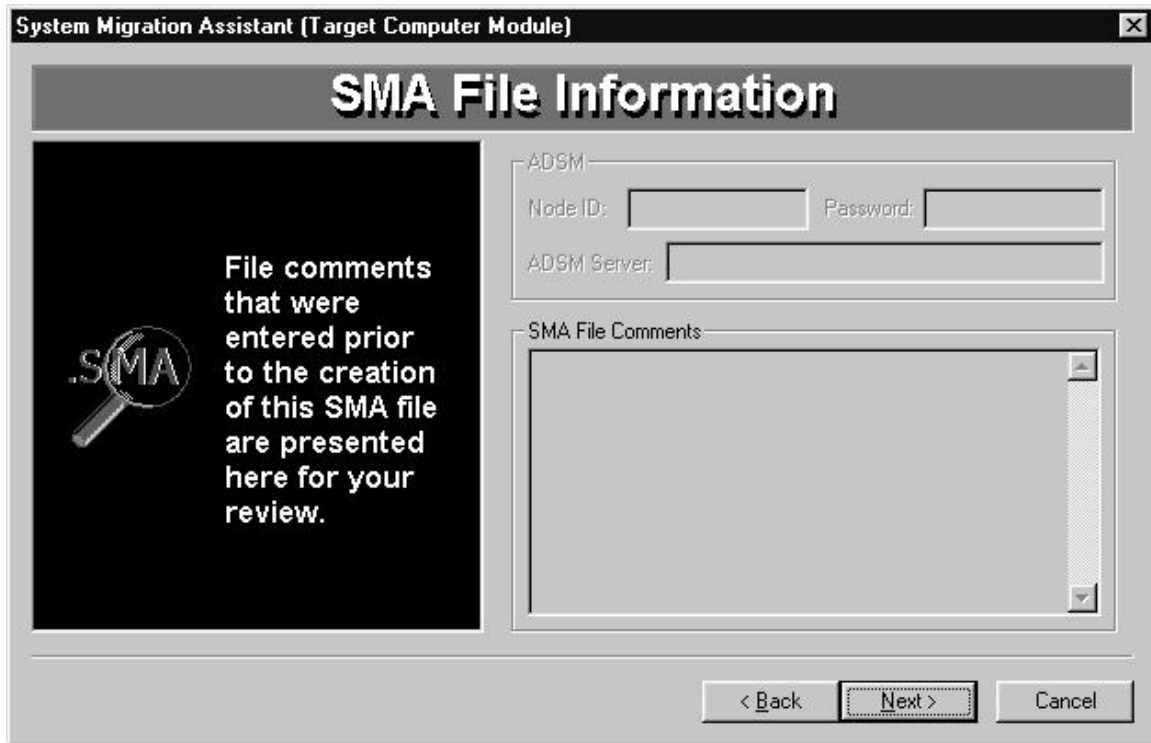 System Migration Assistant (Target Computer Module)
SMA File Information
.SMA
File comments
that were
entered prior
to the creation
of this SMA file
are presented
here for your
review.
ADSM
Node ID:
Password:
ADSM Server:
SMA File Comments
< Back
Next >
Cancel